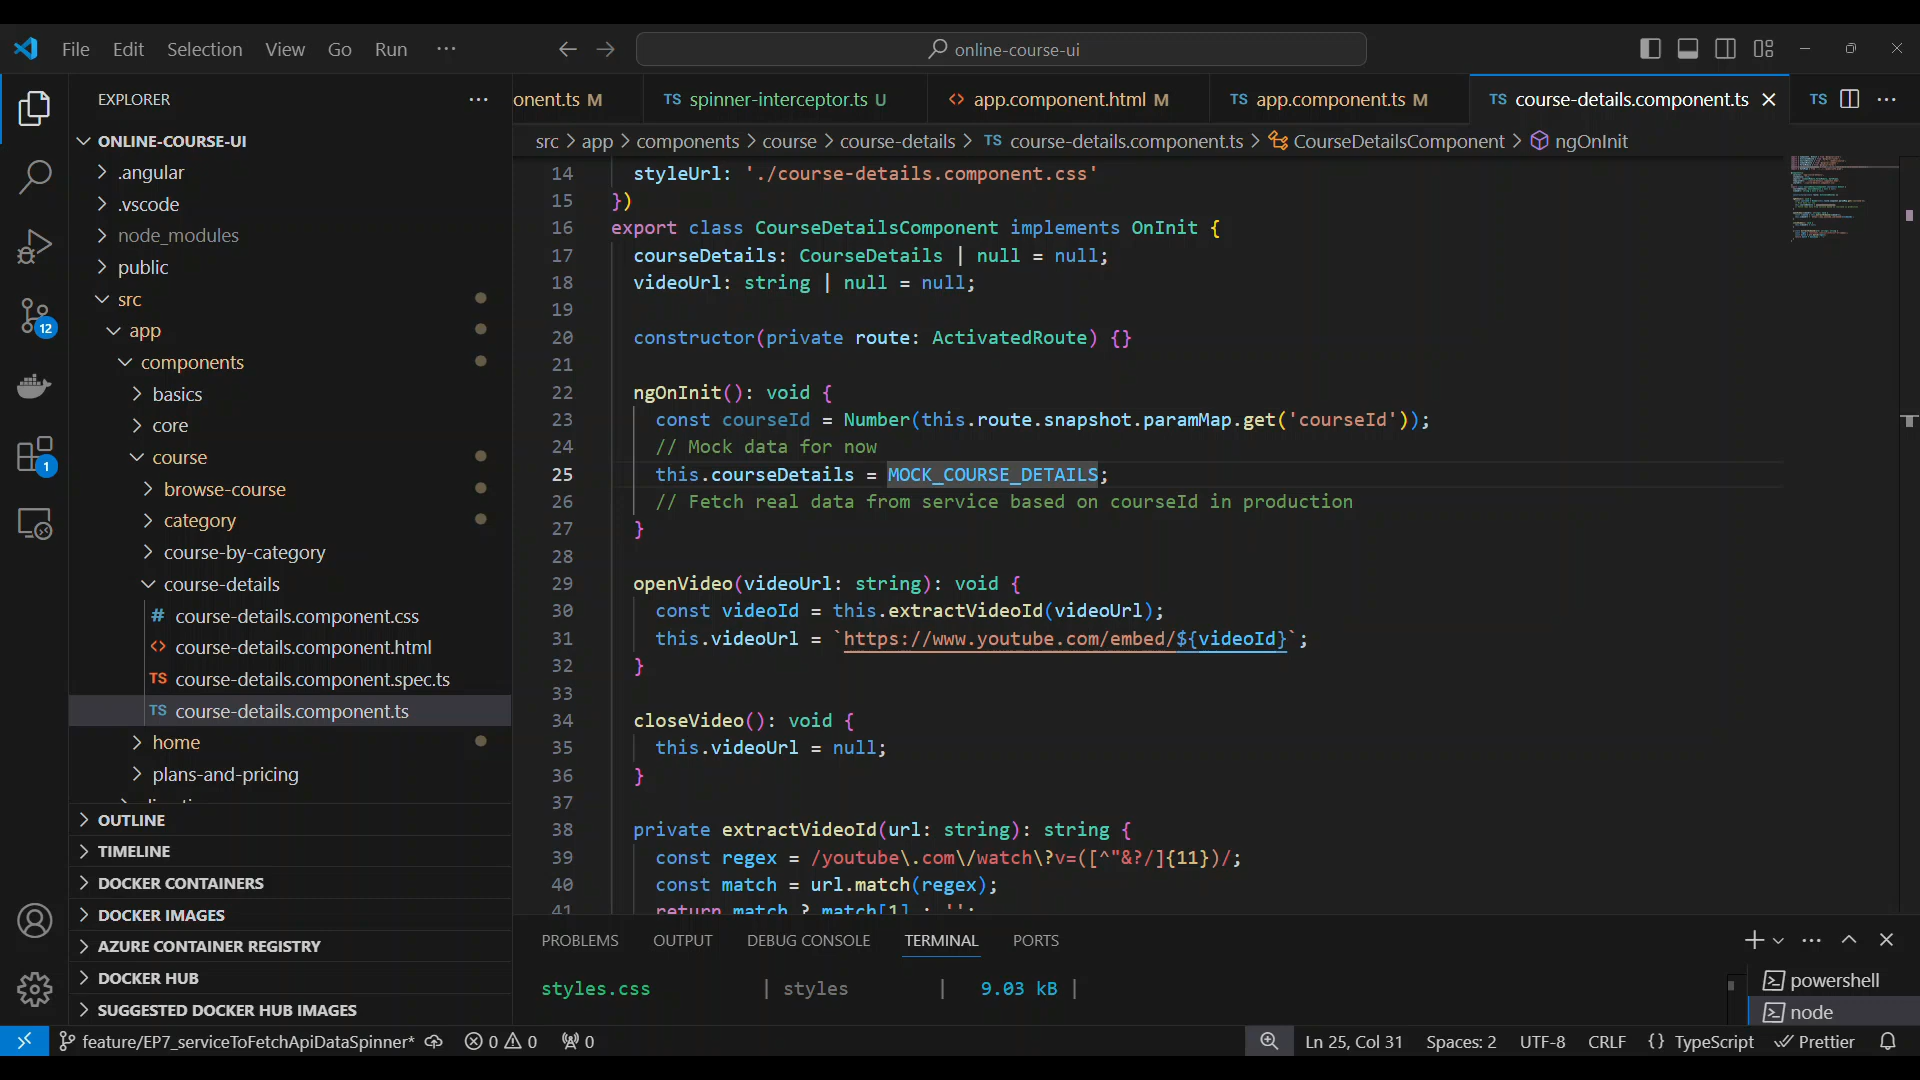 File Edit Selection View Go Run ··· online-course-ui
EXPLORER ···
ONLINE-COURSE-UI
.angular
.vscode
node_modules
public
src
app
components
basics
core
course
browse-course
category
course-by-category
course-details
# course-details.component.css
<> course-details.component.html
TS course-details.component.spec.ts
TS course-details.component.ts
home
plans-and-pricing
OUTLINE
TIMELINE
DOCKER CONTAINERS
DOCKER IMAGES
AZURE CONTAINER REGISTRY
DOCKER HUB
SUGGESTED DOCKER HUB IMAGES
12
1
onent.ts M TS spinner-interceptor.ts U <> app.component.html M TS app.component.ts M TS course-details.component.ts TS ···
src > app > components > course > course-details > TS course-details.component.ts > CourseDetailsComponent > ngOnInit
14 styleUrl: './course-details.component.css'
15 })
16 export class CourseDetailsComponent implements OnInit {
17 courseDetails: CourseDetails | null = null;
18 videoUrl: string | null = null;
19
20 constructor(private route: ActivatedRoute) {}
21
22 ngOnInit(): void {
23 const courseId = Number(this.route.snapshot.paramMap.get('courseId'));
24 // Mock data for now
25 this.courseDetails = MOCK_COURSE_DETAILS;
26 // Fetch real data from service based on courseId in production
27 }
28
29 openVideo(videoUrl: string): void {
30 const videoId = this.extractVideoId(videoUrl);
31 this.videoUrl = `https://www.youtube.com/embed/${videoId}`;
32 }
33
34 closeVideo(): void {
35 this.videoUrl = null;
36 }
37
38 private extractVideoId(url: string): string {
39 const regex = /youtube\.com\/watch\?v=([^"&?/]{11})/;
40 const match = url.match(regex);
41 return match ? match[1] : '';
PROBLEMS OUTPUT DEBUG CONSOLE TERMINAL PORTS
styles.css | styles | 9.03 kB |
powershell
node
feature/EP7_serviceToFetchApiDataSpinner* 0 0 0 Ln 25, Col 31 Spaces: 2 UTF-8 CRLF {} TypeScript Prettier